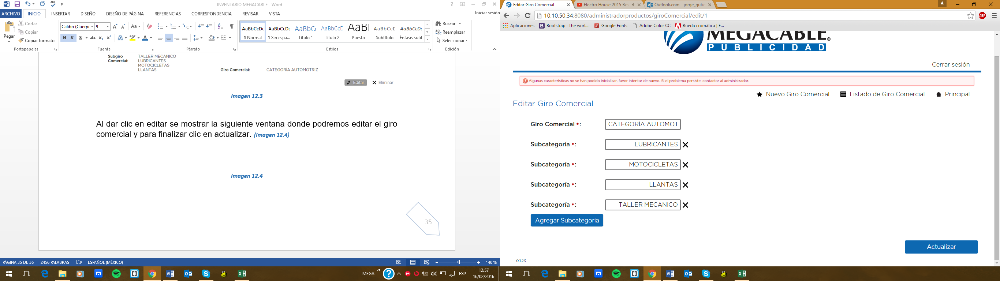 INVENTARIO MEGACABLE - Word
ARCHIVO INICIO INSERTAR DISEÑO DISEÑO DE PÁGINA REFERENCIAS CORRESPONDENCIA REVISAR VISTA Iniciar sesión
Pegar
Cortar
Copiar
Copiar formato
Portapapeles
Calibri (Cuerpo 9
N K S abc x₂ x²
Fuente
Párrafo
AaBbCcDc AaBbCcDc AaBbCc AaBbCcE AaBl AaBbCcD AaBbCcDc
¶ Normal ¶ Sin espa... Título 1 Título 2 Puesto Subtítulo Énfasis sutil
Estilos
Buscar
Reemplazar
Seleccionar
Edición
Subgiro Comercial: TALLER MECANICO
LUBRICANTES
MOTOCICLETAS
LLANTAS
Giro Comercial: CATEGORÍA AUTOMOTRIZ
Editar Eliminar
Imagen 12.3
Al dar clic en editar se mostrar la siguiente ventana donde podremos editar el giro
comercial y para finalizar clic en actualizar. (Imagen 12.4)
Imagen 12.4
35
PÁGINA 35 DE 36 2456 PALABRAS ESPAÑOL (MÉXICO) 140 %
MEGA » ESP 12:57
16/02/2016
Editar Giro Comercial Electro House 2015 Bes Outlook.com - jorge_gutie
10.10.50.34:8080/administradorproductos/giroComercial/edit/1 ABP
Aplicaciones Bootstrap · The worl... Google Fonts Adobe Color CC Rueda cromática | E...
MEGACABLE®
PUBLICIDAD
Cerrar sesión
Algunas características no se han podido inicializar, favor intentar de nuevo. Si el problema persiste, contactar al administrador.
Nuevo Giro Comercial Listado de Giro Comercial Principal
Editar Giro Comercial
Giro Comercial *: CATEGORÍA AUTOMOT
Subcategoría *: LUBRICANTES
Subcategoría *: MOTOCICLETAS
Subcategoría *: LLANTAS
Subcategoría *: TALLER MECANICO
Agregar Subcategoria
Actualizar
0.1.23